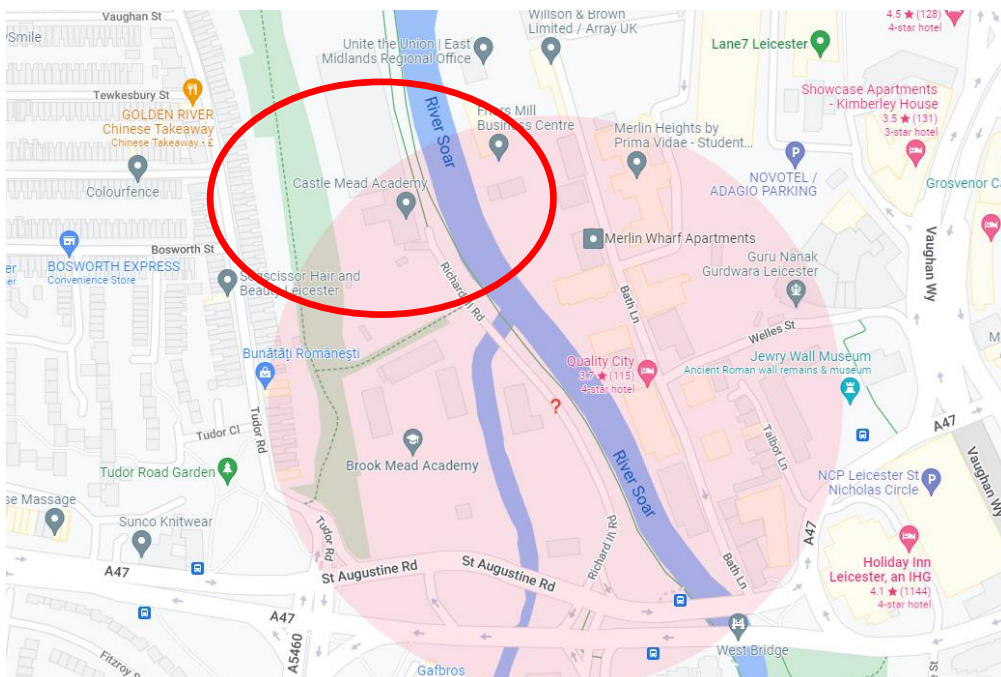 Vaughan St
ySmile
Unite the Union | East
Midlands Regional Office
Willson & Brown
Limited / Array UK
4.5 ★ (128)
4-star hotel
Lane7 Leicester
Tewkesbury St
GOLDEN RIVER
Chinese Takeaway
Chinese Takeaway • £
River Soar
Friars Mill
Business Centre
Merlin Heights by
Prima Vidae - Student...
Showcase Apartments
- Kimberley House
3.5 ★ (131)
3-star hotel
P
NOVOTEL /
ADAGIO PARKING
Colourfence
Castle Mead Academy
Grosvenor C
Vaughan Wy
Bosworth St
BOSWORTH EXPRESS
Convenience Store
er
er
Merlin Wharf Apartments
Scissor Hair and
Beauty Leicester
Guru Nanak
Gurdwara Leicester
Richard III Rd
Bath Ln
Welles St
M
Bunătăți Românești
Quality City
3.7 ★ (115)
4-star hotel
Jewry Wall Museum
Ancient Roman wall remains & museum
?
Tudor Rd
Tudor Cl
Talbot Ln
A47
Brook Mead Academy
Tudor Road Garden
River Soar
NCP Leicester St
Nicholas Circle
P
Vaughan Wy
se Massage
Sunco Knitwear
Tudor Rd
Richard III Rd
A47
A47
St Augustine Rd
St Augustine Rd
Bath Ln
Holiday Inn
Leicester, an IHG
4.1 ★ (1144)
4-star hotel
A47
West Bridge
Fitzroy S
A5460
Gafbros
St